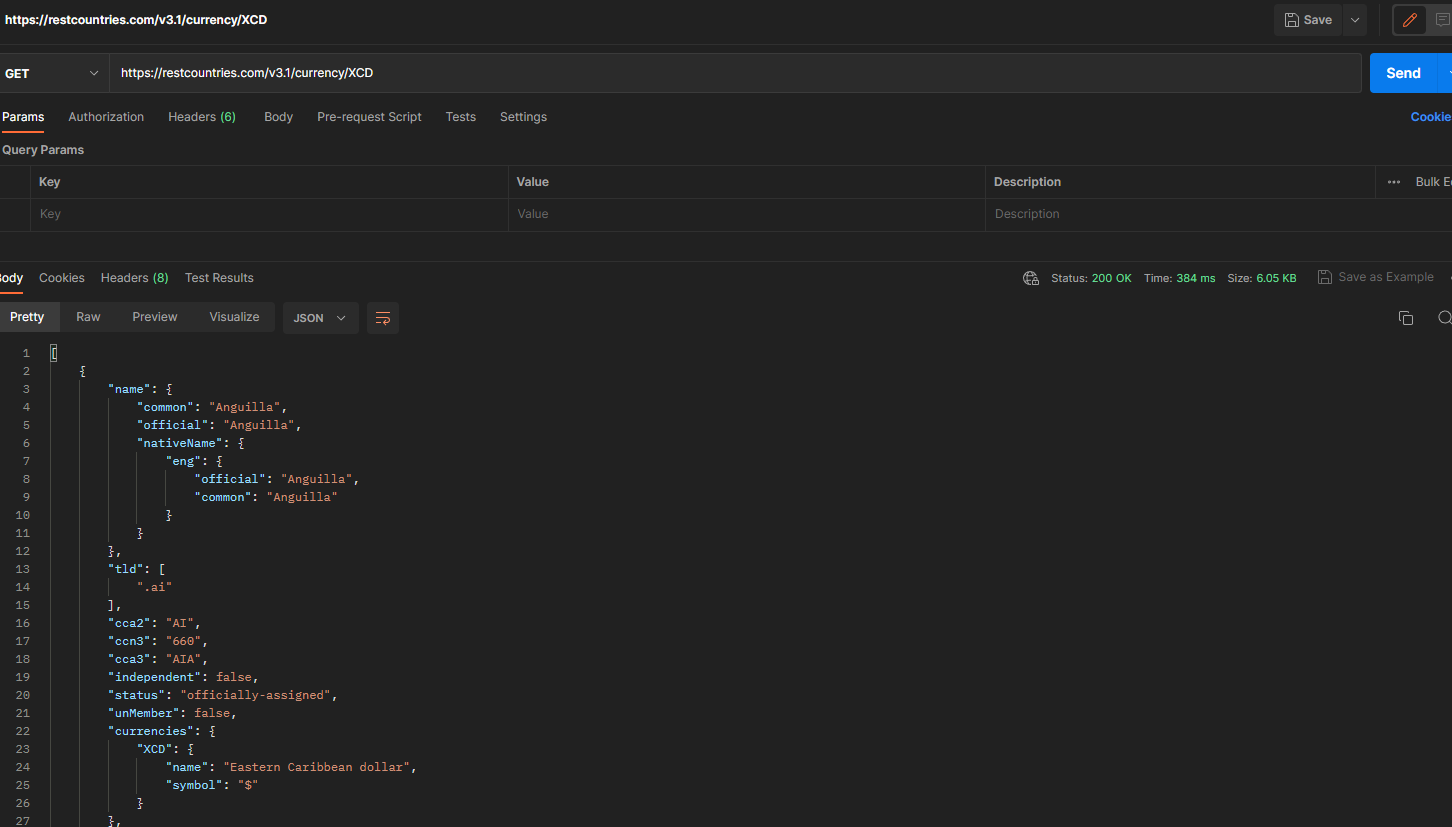 https://restcountries.com/v3.1/currency/XCD Save
GET https://restcountries.com/v3.1/currency/XCD Send
Params Authorization Headers (6) Body Pre-request Script Tests Settings Cookie
Query Params
Key Value Description ••• Bulk E
Key Value Description
ody Cookies Headers (8) Test Results Status: 200 OK Time: 384 ms Size: 6.05 KB Save as Example
Pretty Raw Preview Visualize JSON
1 [
2 {
3 "name": {
4 "common": "Anguilla",
5 "official": "Anguilla",
6 "nativeName": {
7 "eng": {
8 "official": "Anguilla",
9 "common": "Anguilla"
10 }
11 }
12 },
13 "tld": [
14 ".ai"
15 ],
16 "cca2": "AI",
17 "ccn3": "660",
18 "cca3": "AIA",
19 "independent": false,
20 "status": "officially-assigned",
21 "unMember": false,
22 "currencies": {
23 "XCD": {
24 "name": "Eastern Caribbean dollar",
25 "symbol": "$"
26 }
27 },